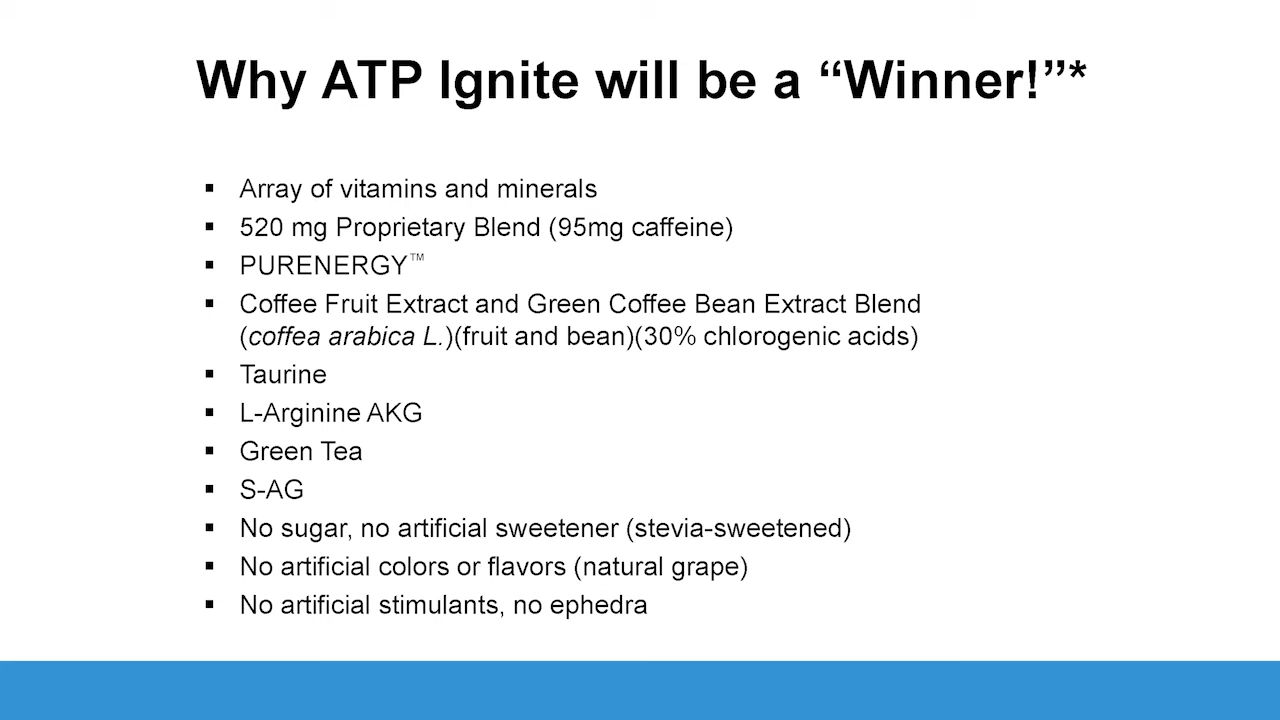 Why ATP Ignite will be a “Winner!”*
▪ Array of vitamins and minerals
▪ 520 mg Proprietary Blend (95mg caffeine)
▪ PURENERGY™
▪ Coffee Fruit Extract and Green Coffee Bean Extract Blend
(coffea arabica L.)(fruit and bean)(30% chlorogenic acids)
▪ Taurine
▪ L-Arginine AKG
▪ Green Tea
▪ S-AG
▪ No sugar, no artificial sweetener (stevia-sweetened)
▪ No artificial colors or flavors (natural grape)
▪ No artificial stimulants, no ephedra